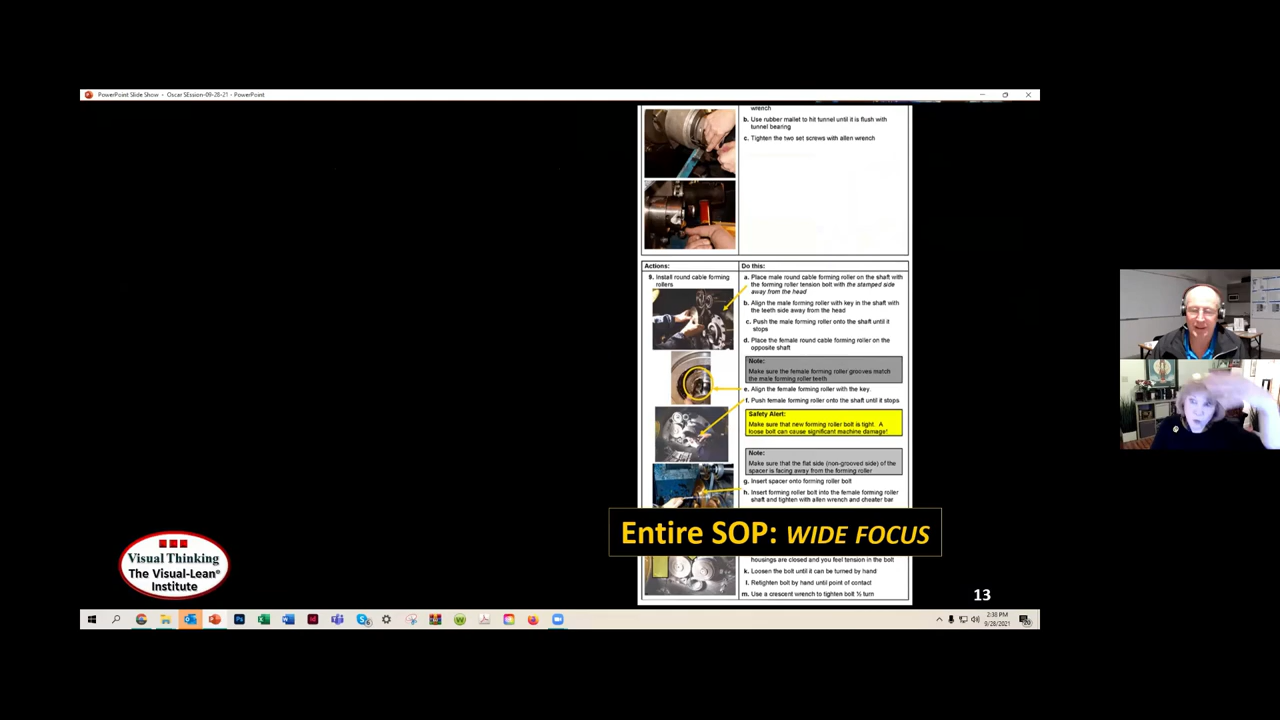 PowerPoint Slide Show - Oscar SEssion-09-28-21 - PowerPoint
wrench
b. Use rubber mallet to hit tunnel until it is flush with
tunnel bearing
c. Tighten the two set screws with allen wrench
Actions:
Do this:
9. Install round cable forming
rollers
a. Place male round cable forming roller on the shaft with
the forming roller tension bolt with the stamped side
away from the head
b. Align the male forming roller with key in the shaft with
the teeth side away from the head
c. Push the male forming roller onto the shaft until it
stops
d. Place the female round cable forming roller on the
opposite shaft
Note:
Make sure the female forming roller grooves match
the male forming roller teeth
e. Align the female forming roller with the key.
f. Push female forming roller onto the shaft until it stops
Safety Alert:
Make sure that new forming roller bolt is tight. A
loose bolt can cause significant machine damage!
Note:
Make sure that the flat side (non-grooved side) of the
spacer is facing away from the forming roller
g. Insert spacer onto forming roller bolt
h. Insert forming roller bolt into the female forming roller
shaft and tighten with allen wrench and cheater bar
Entire SOP: WIDE FOCUS
housings are closed and you feel tension in the bolt
k. Loosen the bolt until it can be turned by hand
l. Retighten bolt by hand until point of contact
m. Use a crescent wrench to tighten bolt ½ turn
Visual Thinking
The Visual-Lean®
Institute
13
2:38 PM
9/28/2021